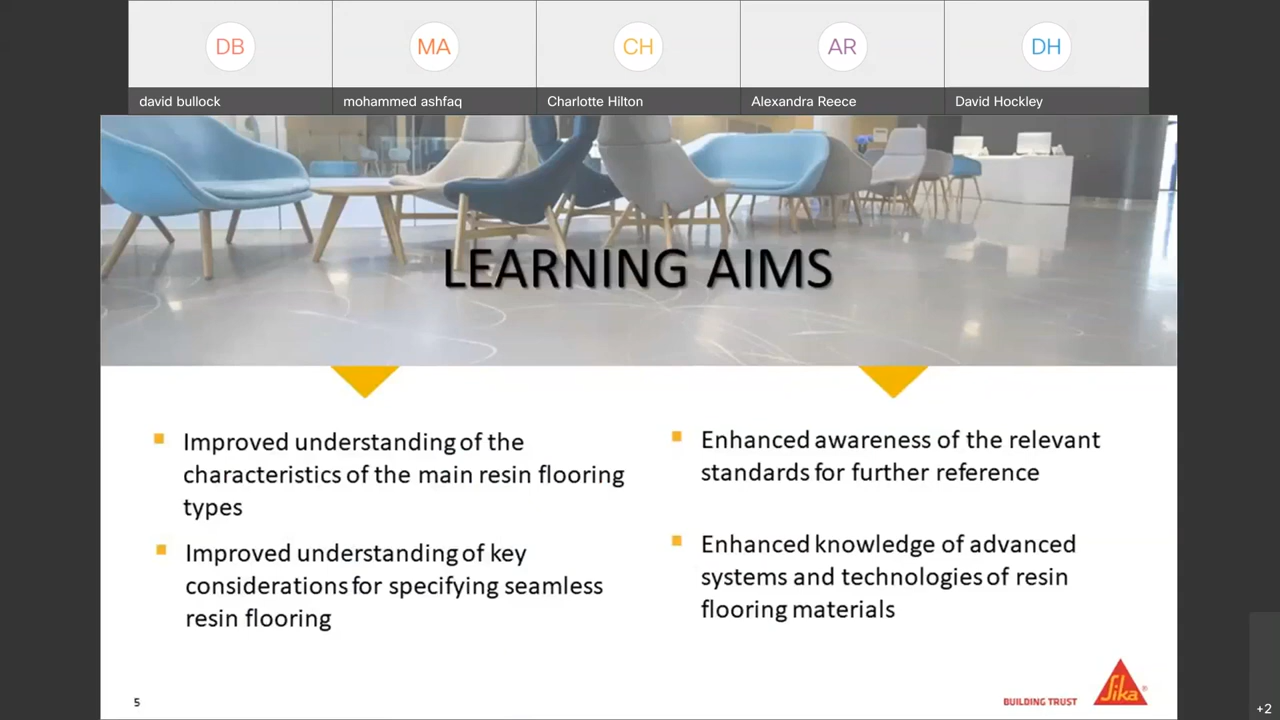 DB
MA
CH
AR
DH
david bullock
mohammed ashfaq
Charlotte Hilton
Alexandra Reece
David Hockley
LEARNING AIMS
Improved understanding of the
characteristics of the main resin flooring
types
Improved understanding of key
considerations for specifying seamless
resin flooring
Enhanced awareness of the relevant
standards for further reference
Enhanced knowledge of advanced
systems and technologies of resin
flooring materials
5
BUILDING TRUST
Sika®
+2